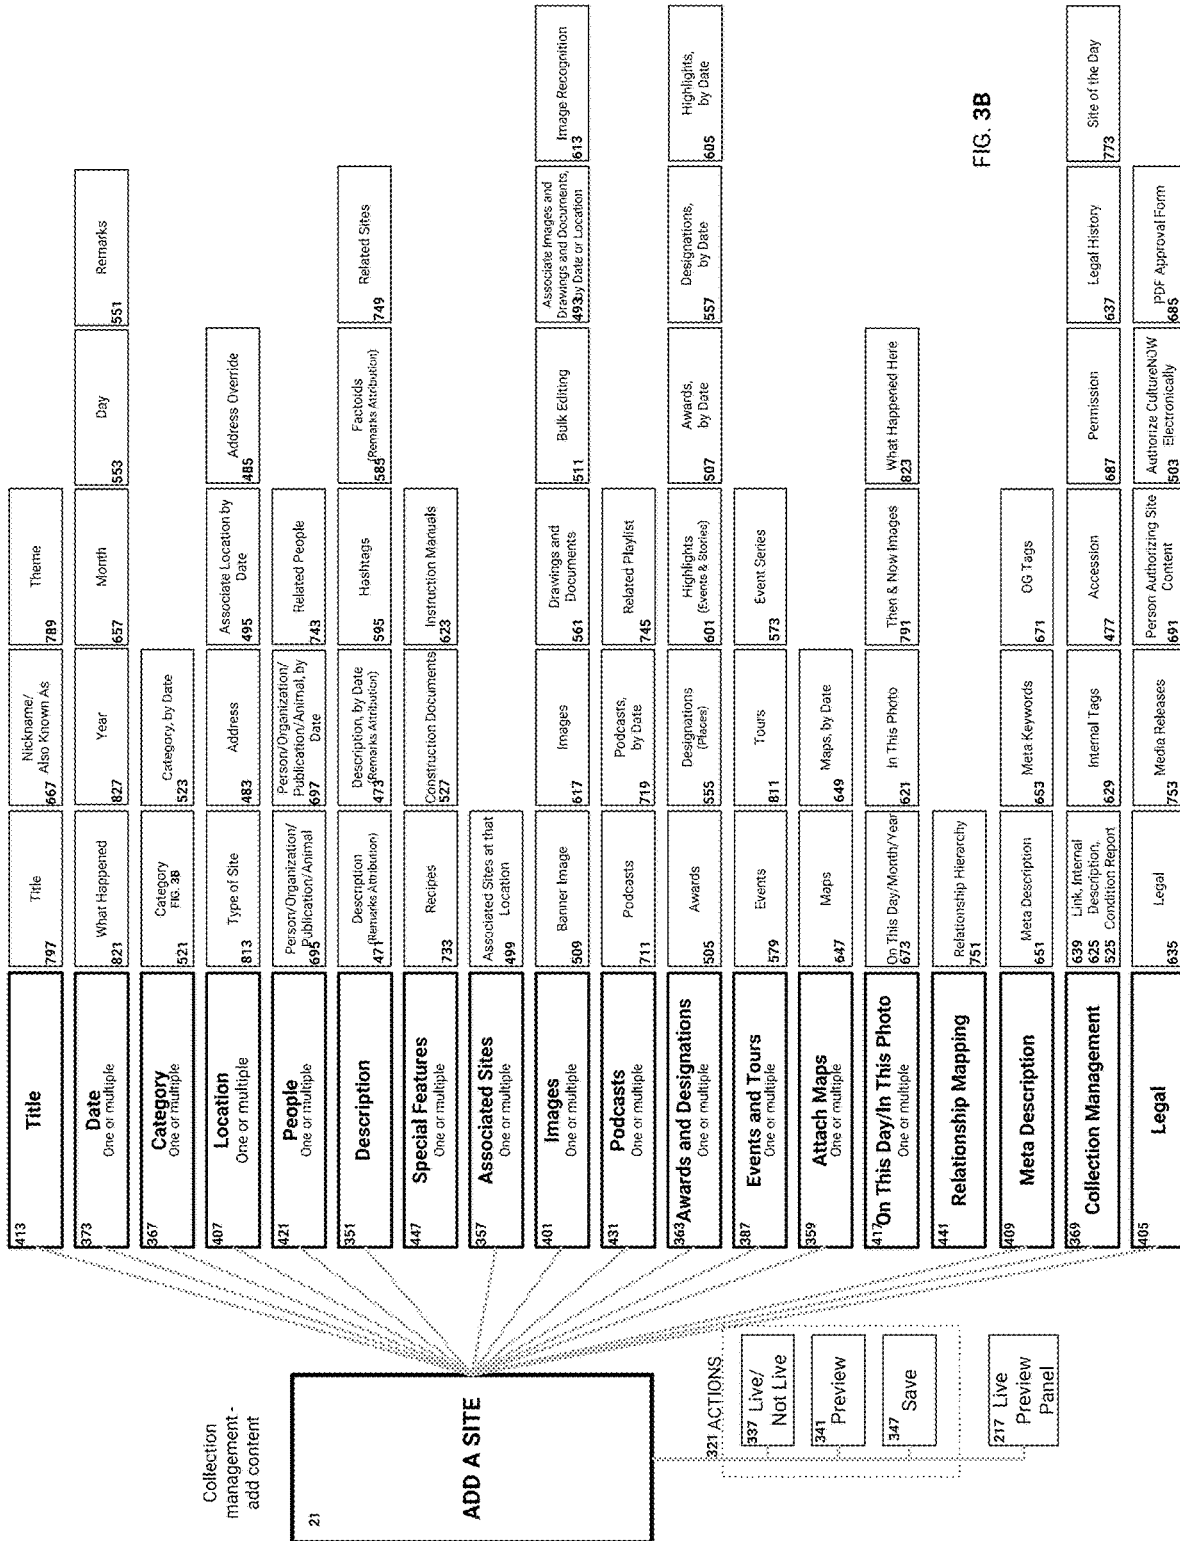 Collection
management -
add content
21
ADD A SITE
321 ACTIONS
337 Live/
Not Live
341 Preview
347 Save
217 Live
Preview
Panel
413
Title
797
Title
667
Nickname/
Also Known As
789
Theme
373
Date
One or multiple
821
What Happened
827
Year
657
Month
553
Day
551
Remarks
367
Category
One or multiple
521
Category
FIG. 3B
523
Category, by Date
407
Location
One or multiple
813
Type of Site
483
Address
495
Associate Location by
Date
485
Address Override
421
People
One or multiple
695
Person/Organization/
Publication/Animal
697
Person/Organization/
Publication/Animal, by
Date
743
Related People
351
Description
471
Description
(Remarks Attribution)
473
Description, by Date
(Remarks Attribution)
595
Hashtags
585
Factoids
(Remarks Attribution)
749
Related Sites
447
Special Features
One or multiple
733
Recipes
527
Construction Documents
623
Instruction Manuals
357
Associated Sites
One or multiple
499
Associated Sites at that
Location
401
Images
One or multiple
509
Banner Image
617
Images
561
Drawings and
Documents
511
Bulk Editing
493
Associate Images and
Drawings and Documents,
by Date or Location
613
Image Recognition
431
Podcasts
One or multiple
711
Podcasts
719
Podcasts,
by Date
745
Related Playlist
363
Awards and Designations
One or multiple
505
Awards
555
Designations
(Places)
601
Highlights
(Events & Stories)
507
Awards,
by Date
557
Designations,
by Date
605
Highlights,
by Date
387
Events and Tours
One or multiple
579
Events
811
Tours
573
Event Series
359
Attach Maps
One or multiple
647
Maps
649
Maps, by Date
417
On This Day/In This Photo
One or multiple
673
On This Day/Month/Year
621
In This Photo
791
Then & Now Images
823
What Happened Here
441
Relationship Mapping
751
Relationship Hierarchy
409
Meta Description
651
Meta Description
653
Meta Keywords
671
OG Tags
369
Collection Management
One or multiple
639
625
525
Link, Internal
Description,
Condition Report
629
Internal Tags
477
Accession
687
Permission
637
Legal History
773
Site of the Day
405
Legal
635
Legal
753
Media Releases
691
Person Authorizing Site
Content
503
Authorize CultureNOW
Electronically
685
PDF Approval Form
FIG. 3B